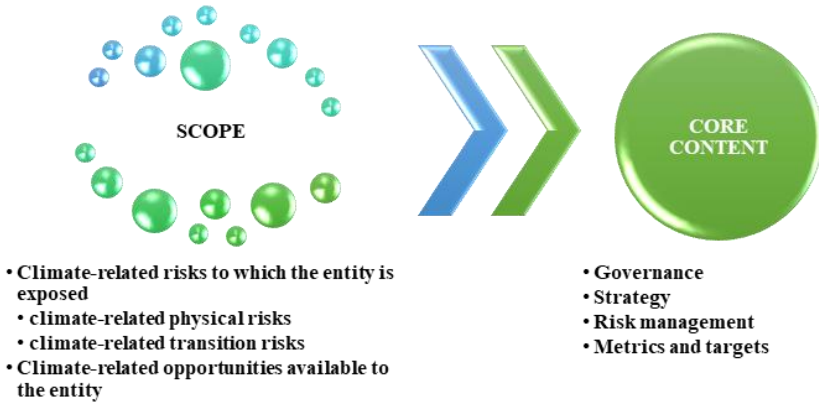 SCOPE
• Climate-related risks to which the entity is
exposed
• climate-related physical risks
• climate-related transition risks
• Climate-related opportunities available to
the entity
CORE
CONTENT
• Governance
• Strategy
• Risk management
• Metrics and targets